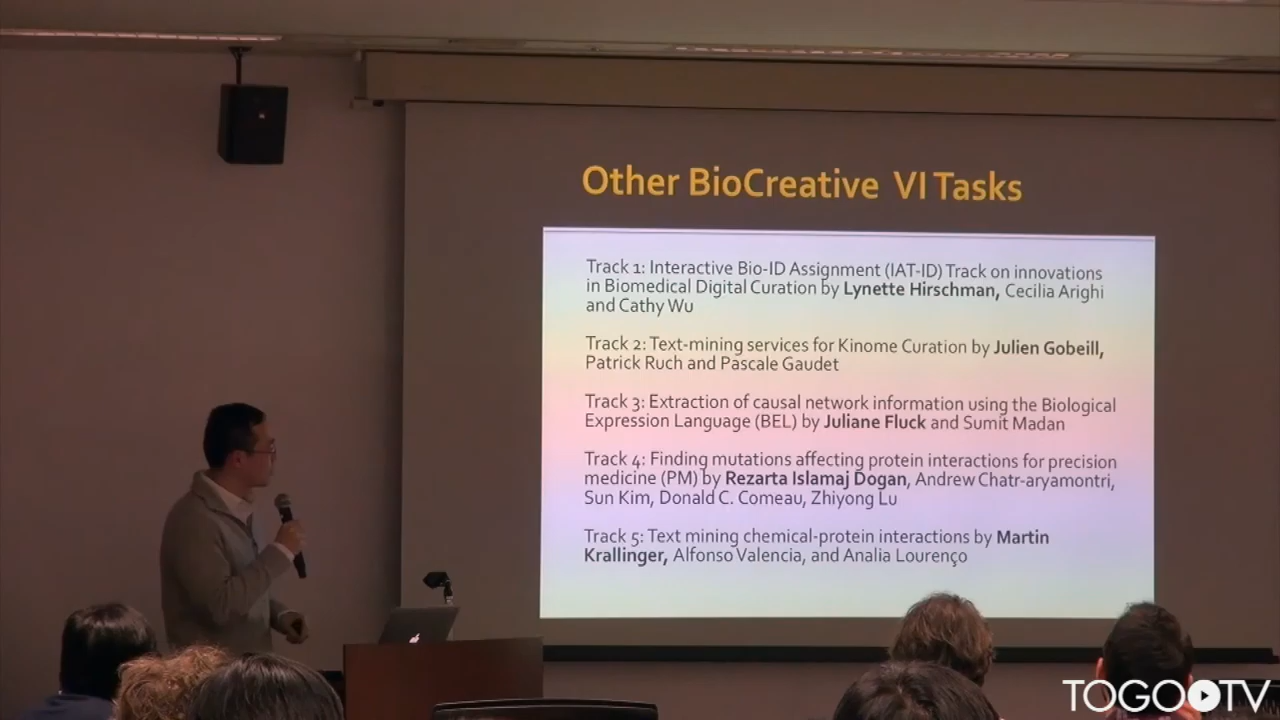 Other BioCreative VI Tasks
Track 1: Interactive Bio-ID Assignment (IAT-ID) Track on innovations
in Biomedical Digital Curation by Lynette Hirschman, Cecilia Arighi
and Cathy Wu
Track 2: Text-mining services for Kinome Curation by Julien Gobeill,
Patrick Ruch and Pascale Gaudet
Track 3: Extraction of causal network information using the Biological
Expression Language (BEL) by Juliane Fluck and Sumit Madan
Track 4: Finding mutations affecting protein interactions for precision
medicine (PM) by Rezarta Islamaj Dogan, Andrew Chatr-aryamontri,
Sun Kim, Donald C. Comeau, Zhiyong Lu
Track 5: Text mining chemical-protein interactions by Martin
Krallinger, Alfonso Valencia, and Analia Lourenço
TOGOTV